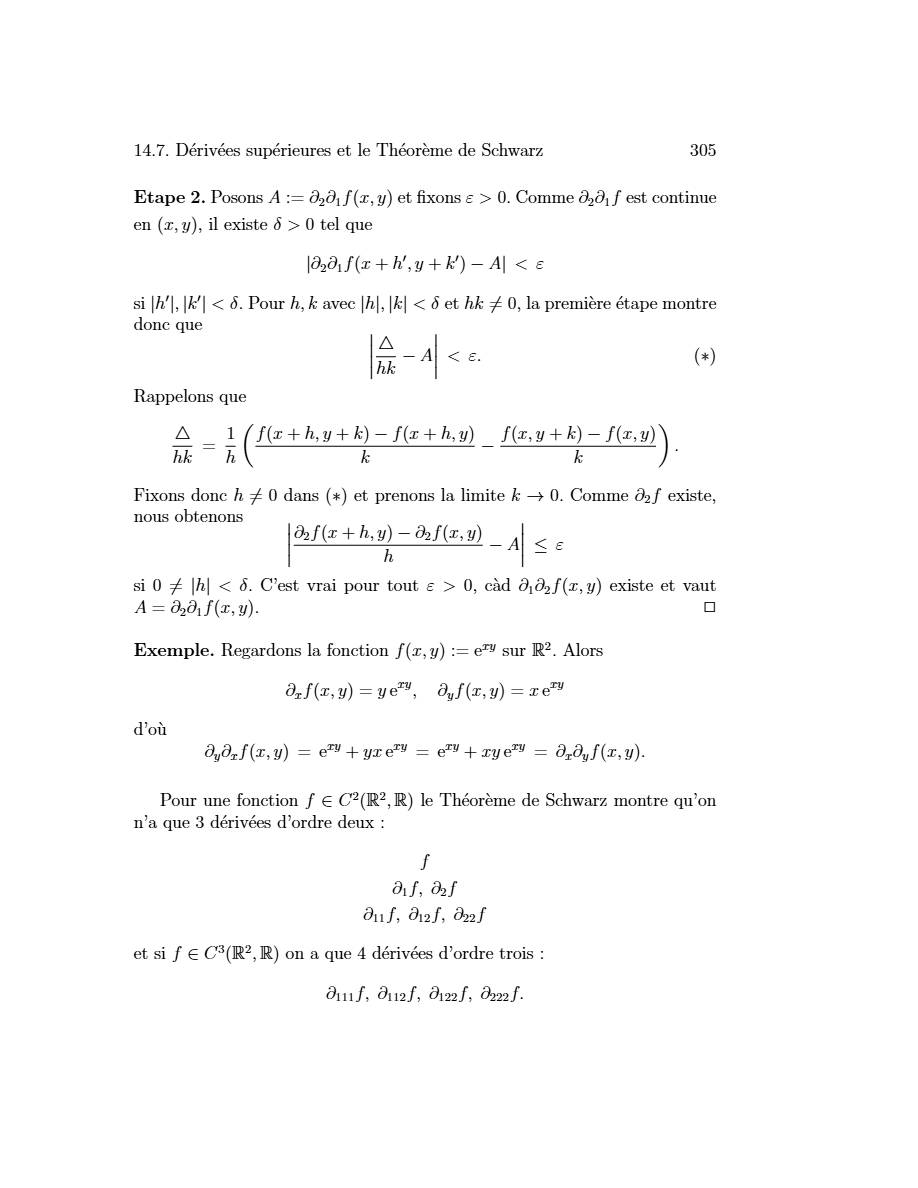 14.7. Dérivées supérieures et le Théorème de Schwarz 305
Etape 2. Posons A := ∂₂∂₁f(x, y) et fixons ε > 0. Comme ∂₂∂₁f est continue
en (x, y), il existe δ > 0 tel que
|∂₂∂₁f(x + h′, y + k′) − A| < ε
si |h′|, |k′| < δ. Pour h, k avec |h|, |k| < δ et hk ≠ 0, la première étape montre
donc que
|△/hk − A| < ε. (∗)
Rappelons que
△/hk = 1/h ( (f(x + h, y + k) − f(x + h, y))/k − (f(x, y + k) − f(x, y))/k ).
Fixons donc h ≠ 0 dans (∗) et prenons la limite k → 0. Comme ∂₂f existe,
nous obtenons
|(∂₂f(x + h, y) − ∂₂f(x, y))/h − A| ≤ ε
si 0 ≠ |h| < δ. C'est vrai pour tout ε > 0, càd ∂₁∂₂f(x, y) existe et vaut
A = ∂₂∂₁f(x, y). □
Exemple. Regardons la fonction f(x, y) := e^{xy} sur ℝ². Alors
∂ₓf(x, y) = y e^{xy}, ∂_y f(x, y) = x e^{xy}
d'où
∂_y∂ₓf(x, y) = e^{xy} + yx e^{xy} = e^{xy} + xy e^{xy} = ∂ₓ∂_y f(x, y).
Pour une fonction f ∈ C²(ℝ², ℝ) le Théorème de Schwarz montre qu'on
n'a que 3 dérivées d'ordre deux :
f
∂₁f, ∂₂f
∂₁₁f, ∂₁₂f, ∂₂₂f
et si f ∈ C³(ℝ², ℝ) on a que 4 dérivées d'ordre trois :
∂₁₁₁f, ∂₁₁₂f, ∂₁₂₂f, ∂₂₂₂f.